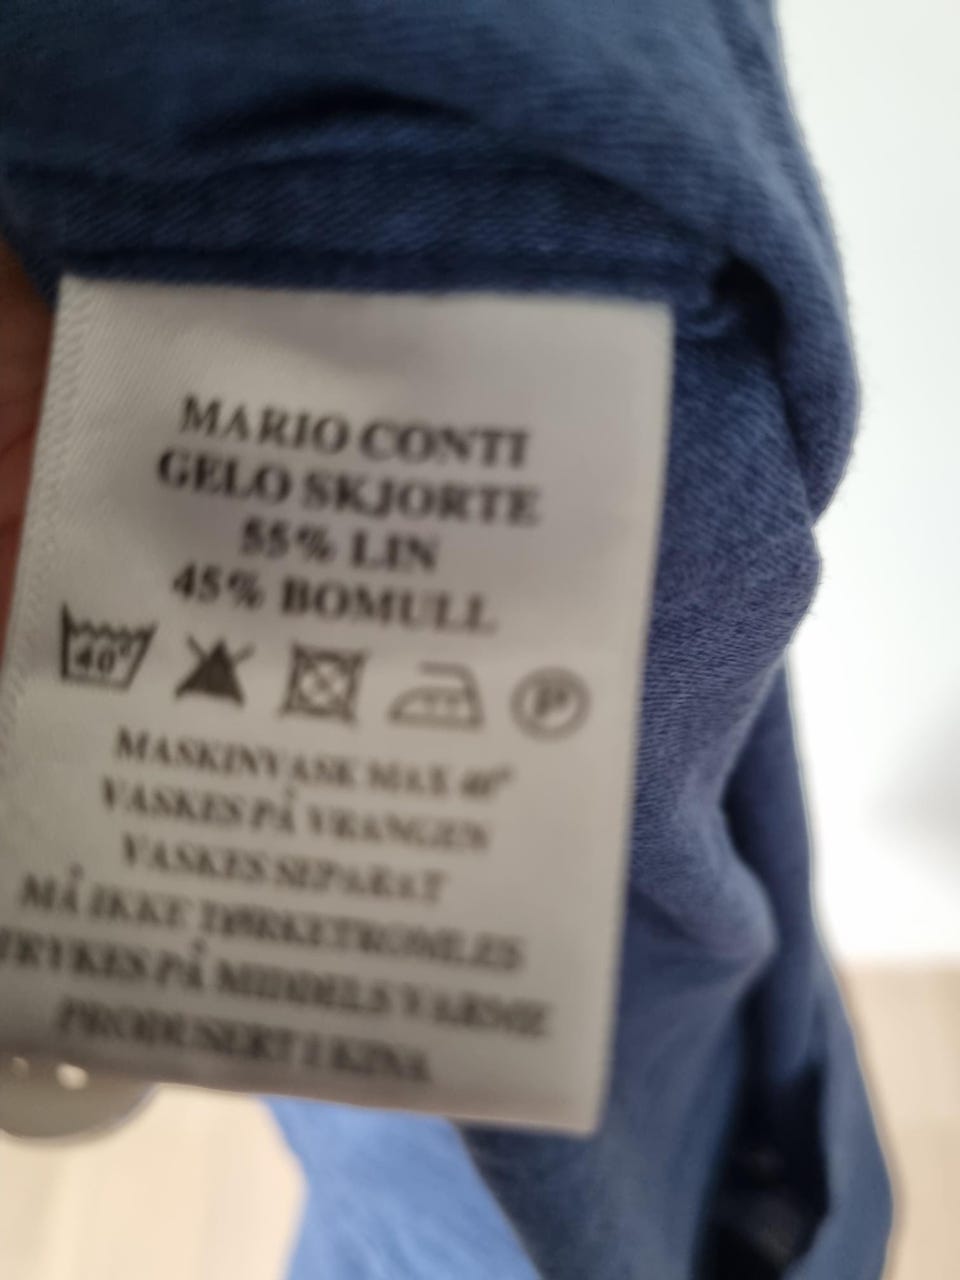 MARIO CONTI
GELO SKJORTE
55% LIN
45% BOMULL
40° P
MASKINVASK MAX 40°
VASKES PÅ VRANGEN
VASKES SEPARAT
MÅ IKKE TØRKETROMLES
STRYKES PÅ MIDDELS VARME
PRODUSERT I KINA